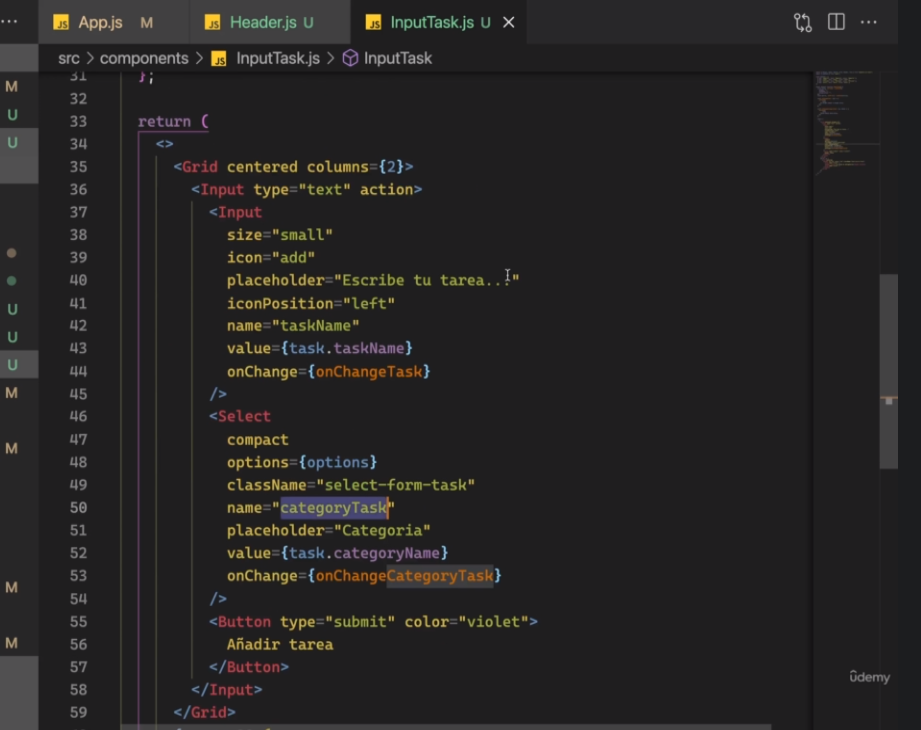 ... JS App.js M JS Header.js U JS InputTask.js U × ...
src > components > JS InputTask.js > InputTask
M
U
U
U
U
U
M
M
M
M
31 };
32
33 return (
34 <>
35 <Grid centered columns={2}>
36 <Input type="text" action>
37 <Input
38 size="small"
39 icon="add"
40 placeholder="Escribe tu tarea..."
41 iconPosition="left"
42 name="taskName"
43 value={task.taskName}
44 onChange={onChangeTask}
45 />
46 <Select
47 compact
48 options={options}
49 className="select-form-task"
50 name="categoryTask"
51 placeholder="Categoria"
52 value={task.categoryName}
53 onChange={onChangeCategoryTask}
54 />
55 <Button type="submit" color="violet">
56 Añadir tarea
57 </Button>
58 </Input>
59 </Grid>
ûdemy